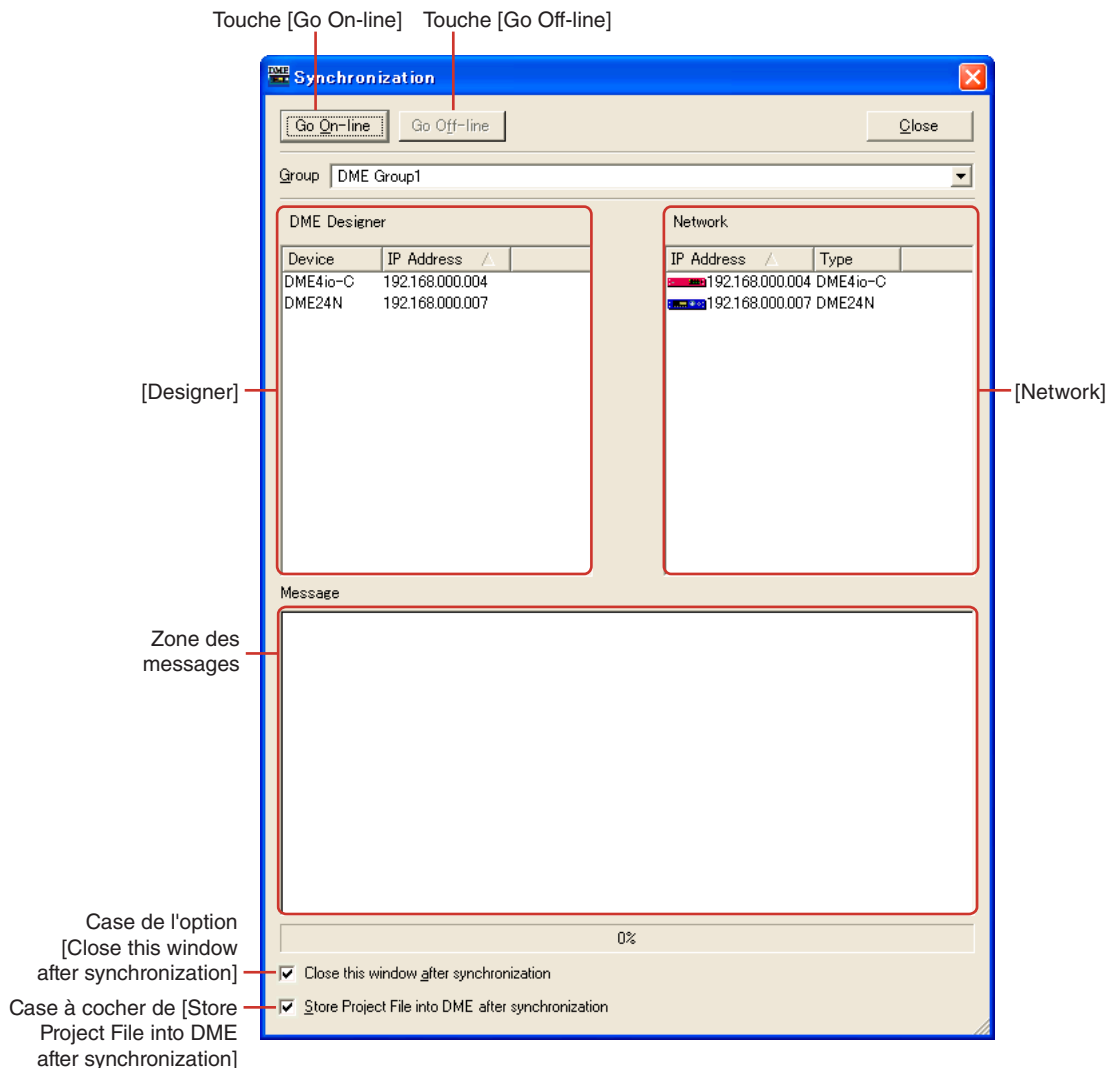 Touche [Go On-line] Touche [Go Off-line]
DME Synchronization
Go On-line Go Off-line Close
Group DME Group1
DME Designer Network
Device IP Address IP Address Type
DME4io-C 192.168.000.004 192.168.000.004 DME4io-C
DME24N 192.168.000.007 192.168.000.007 DME24N
[Designer] [Network]
Message
Zone des
messages
0%
Case de l'option
[Close this window
after synchronization] Close this window after synchronization
Case à cocher de [Store
Project File into DME
after synchronization] Store Project File into DME after synchronization